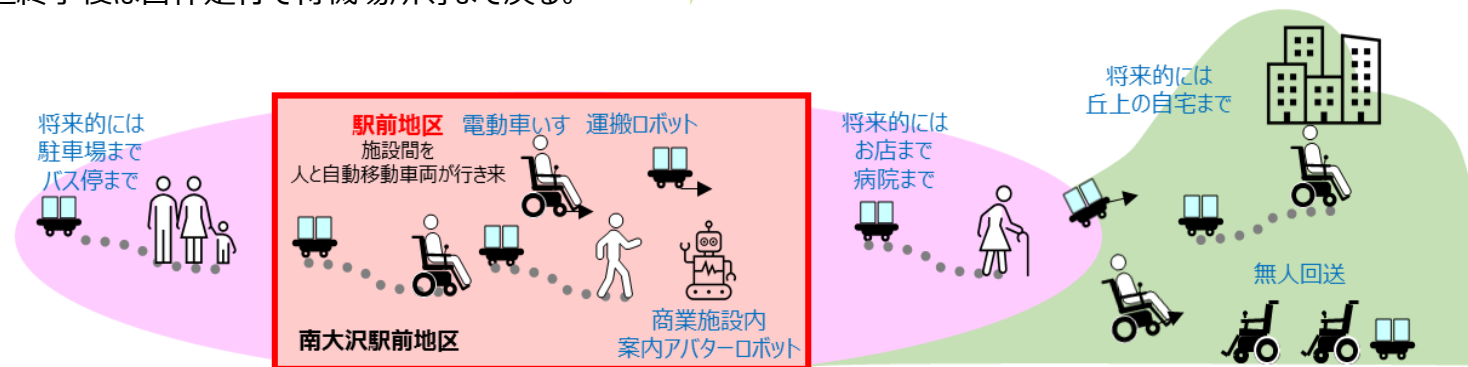 将来的には
駐車場まで
バス停まで
駅前地区
施設間を
人と自動移動車両が行き来
電動車いす
運搬ロボット
南大沢駅前地区
商業施設内
案内アバターロボット
将来的には
お店まで
病院まで
将来的には
丘上の自宅まで
無人回送